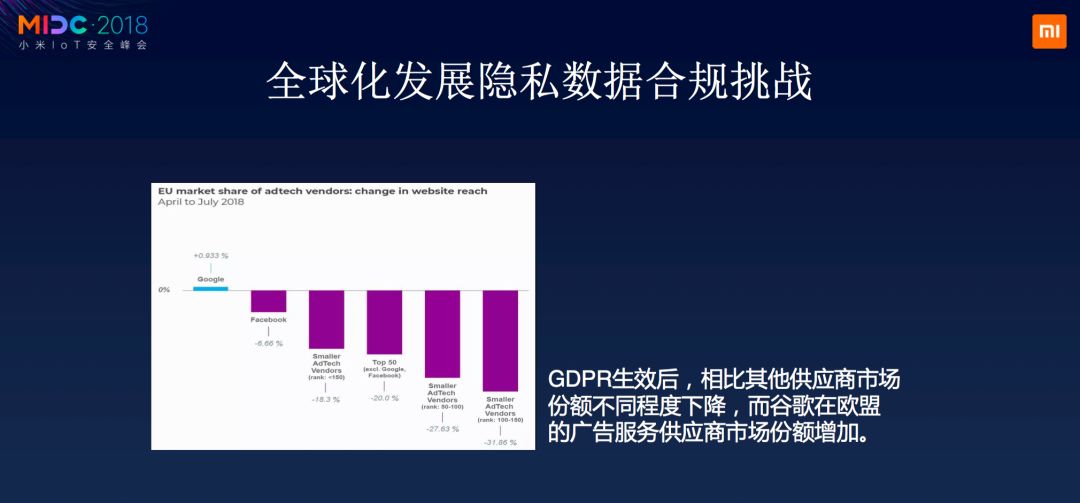 MIDC·2018
小米IoT安全峰会
全球化发展隐私数据合规挑战
EU market share of adtech vendors: change in website reach
April to July 2018
+0.933 %
Google
0%
Facebook
-6.66 %
Smaller
AdTech
Vendors
(rank: <150)
-18.3 %
Top 50
(excl. Google,
Facebook)
-20.0 %
Smaller
AdTech
Vendors
(rank: 50-100)
-27.63 %
Smaller
AdTech
Vendors
(rank: 100-150)
-31.86 %
GDPR生效后，相比其他供应商市场
份额不同程度下降，而谷歌在欧盟
的广告服务供应商市场份额增加。